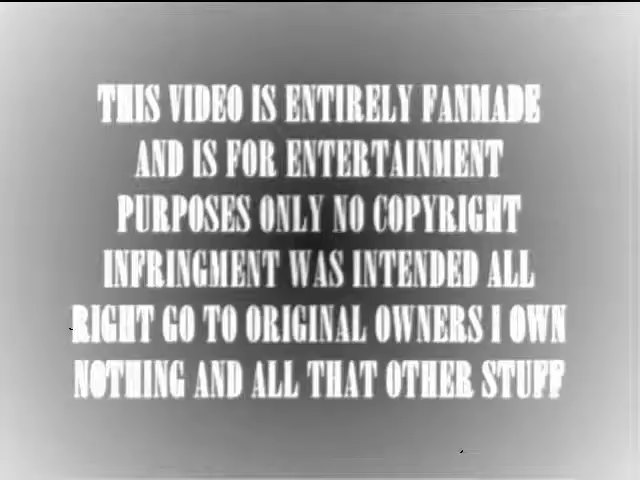 THIS VIDEO IS ENTIRELY FANMADE
AND IS FOR ENTERTAINMENT
PURPOSES ONLY NO COPYRIGHT
INFRINGMENT WAS INTENDED ALL
RIGHT GO TO ORIGINAL OWNERS I OWN
NOTHING AND ALL THAT OTHER STUFF